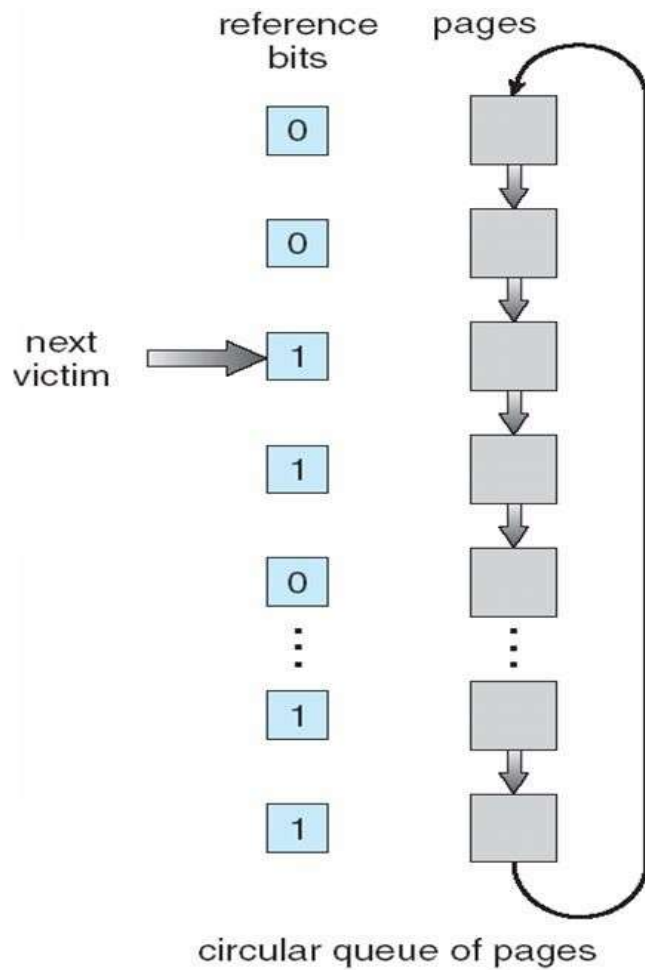 reference
bits
pages
0
0
next
victim
1
1
0
1
1
circular queue of pages